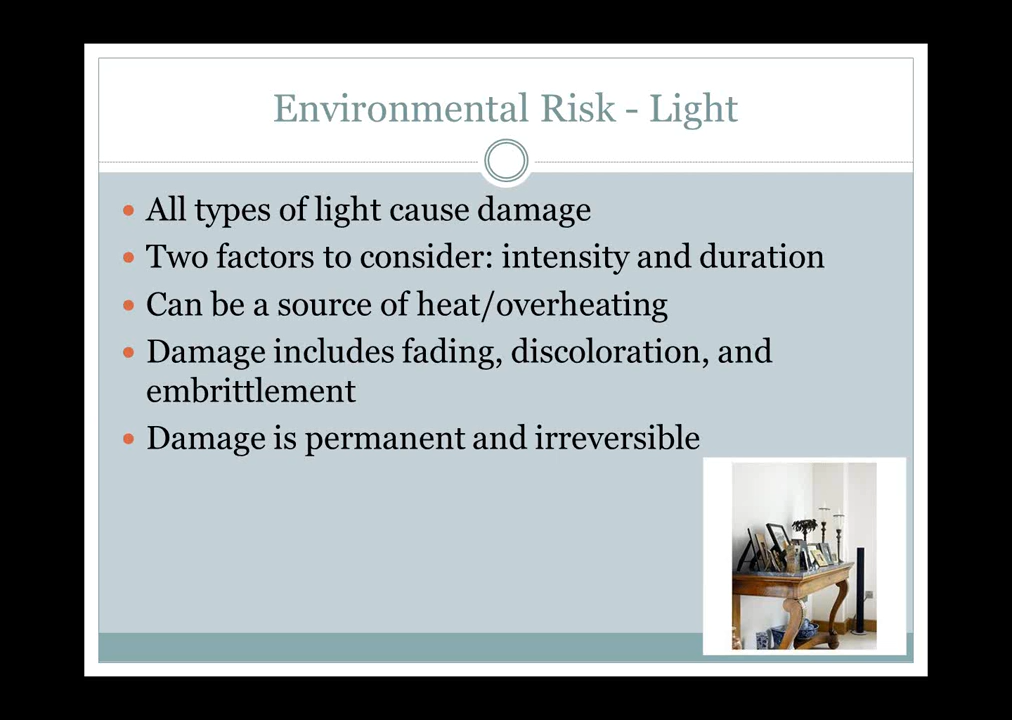 Environmental Risk - Light
All types of light cause damage
Two factors to consider: intensity and duration
Can be a source of heat/overheating
Damage includes fading, discoloration, and
embrittlement
Damage is permanent and irreversible